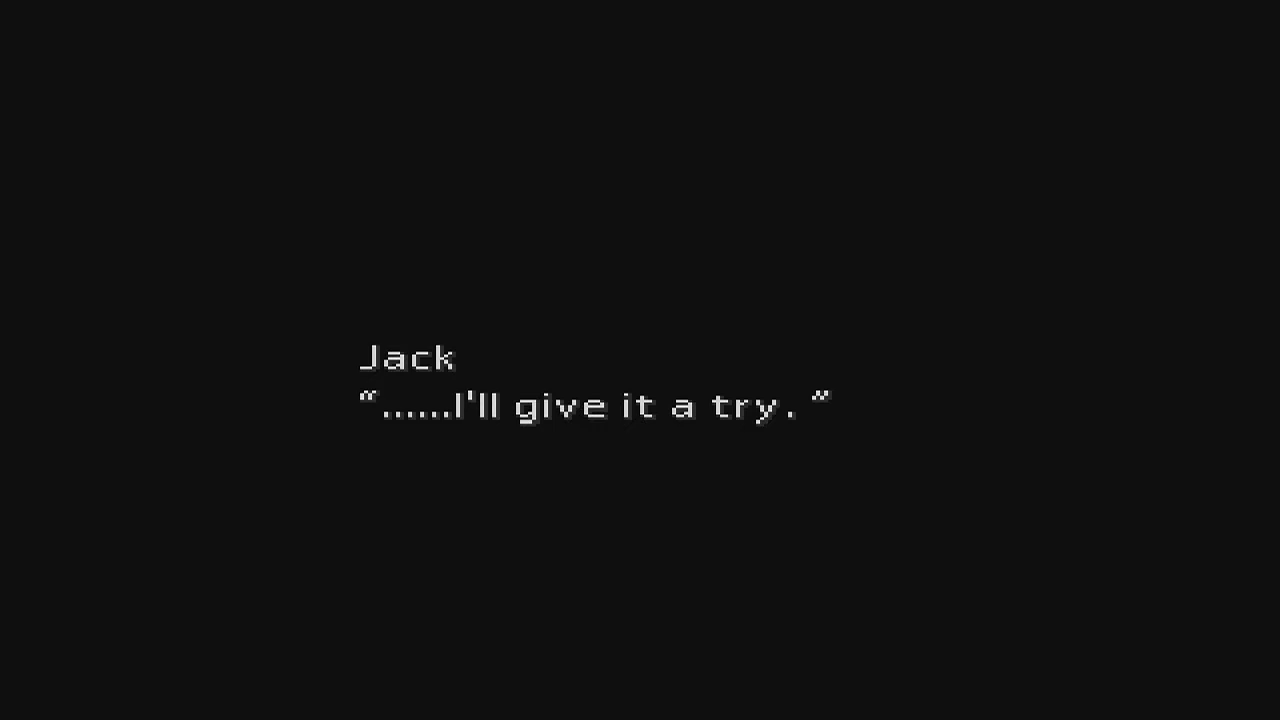 Jack
“......I'll give it a try. ”